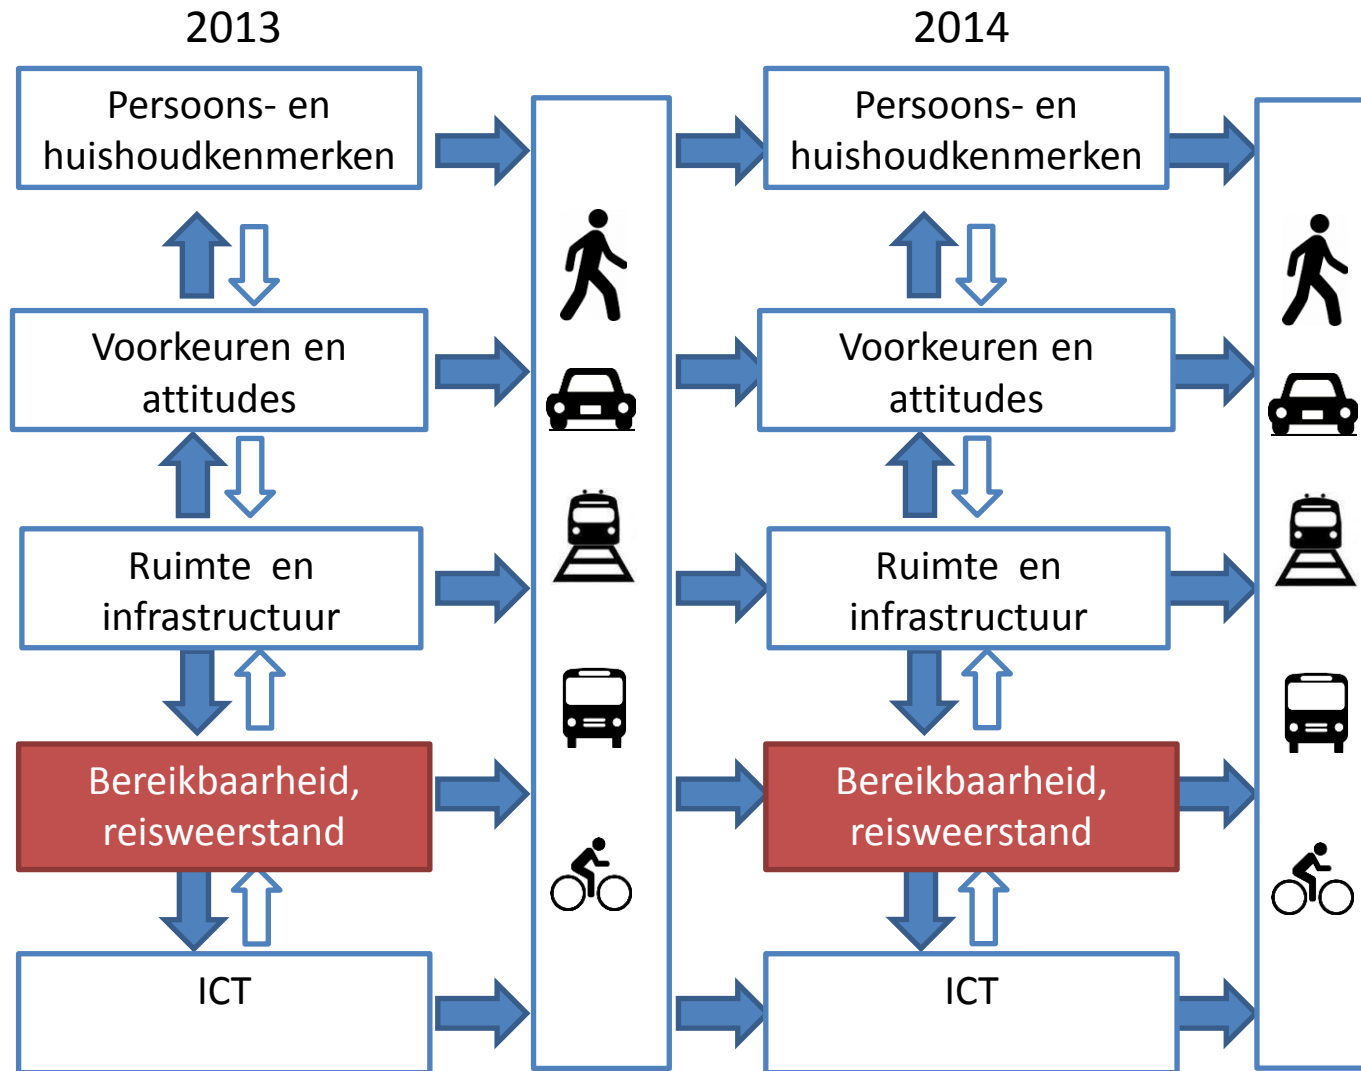 2013
Persoons- en
huishoudkenmerken
Voorkeuren en
attitudes
Ruimte en
infrastructuur
Bereikbaarheid,
reisweerstand
ICT
2014
Persoons- en
huishoudkenmerken
Voorkeuren en
attitudes
Ruimte en
infrastructuur
Bereikbaarheid,
reisweerstand
ICT